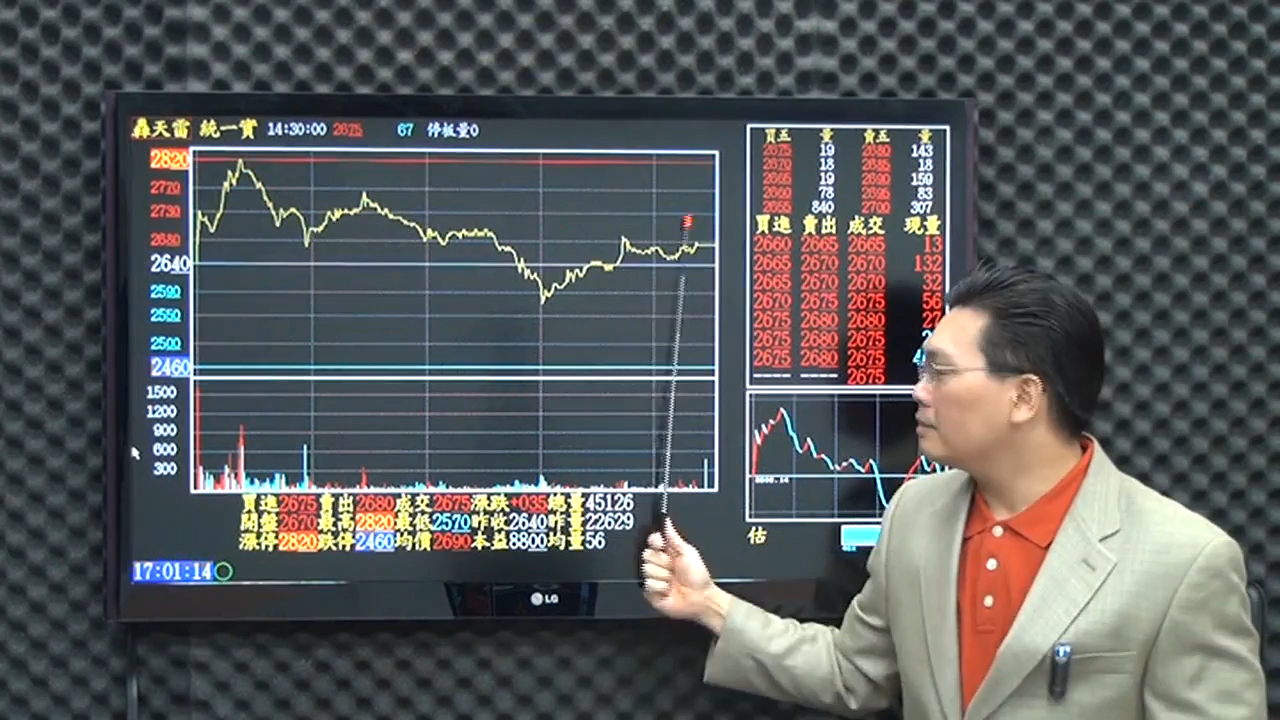 轟天雷 統一實 14:30:00 2675 67 停板量0
2820
2770
2730
2680
2640
2590
2550
2500
2460
1500
1200
900
600
300
買五 量 賣五 量
2675 19 2680 143
2670 18 2685 18
2665 19 2690 159
2660 78 2695 83
2655 840 2700 307
買進 賣出 成交 現量
2660 2665 2665 13
2665 2670 2670 132
2665 2670 2670 32
2670 2675 2675 56
2675 2680 2680 27
2675 2680 2675
2675 2680 2675
2675
買進2675賣出2680成交2675漲跌+035總量45126
開盤2670最高2820最低2570昨收2640昨量22629
漲停2820跌停2460均價2690本益8800均量56
估
17:01:14
LG